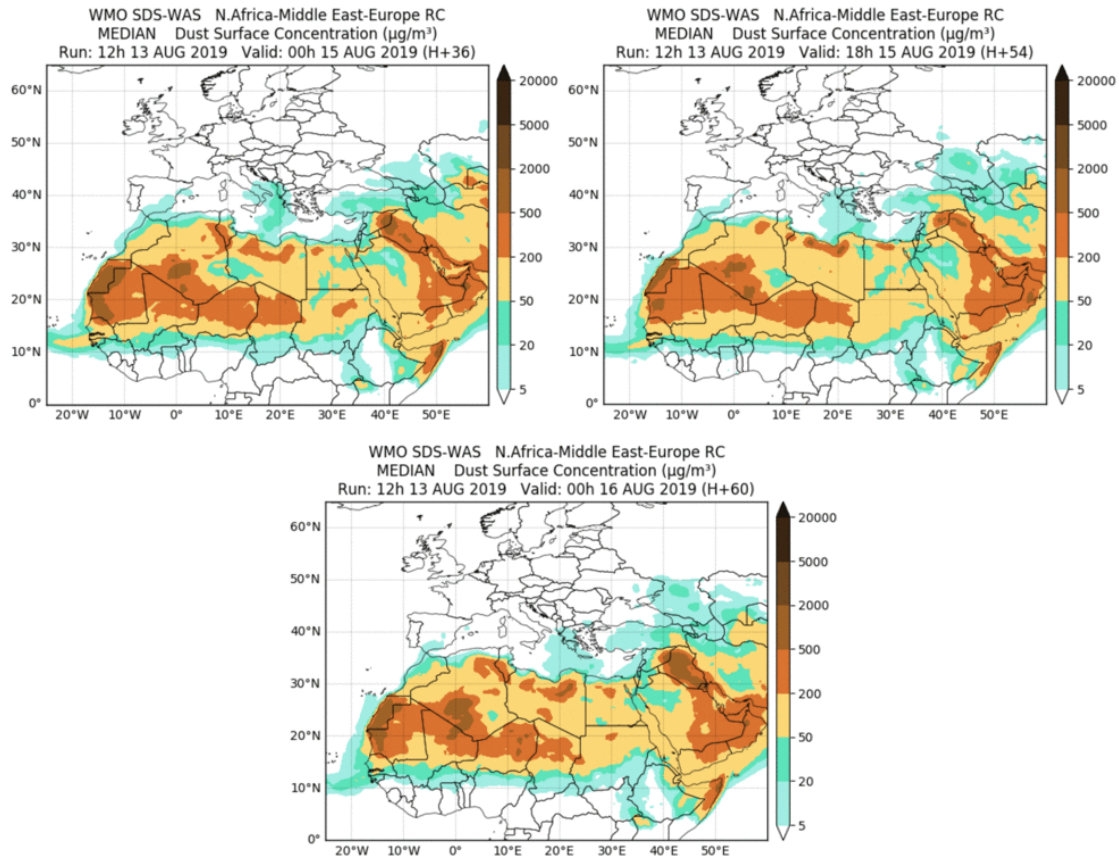 WMO SDS-WAS N.Africa-Middle East-Europe RC
MEDIAN Dust Surface Concentration (µg/m³)
Run: 12h 13 AUG 2019 Valid: 00h 15 AUG 2019 (H+36)
60°N
50°N
40°N
30°N
20°N
10°N
0°
20°W
10°W
0°
10°E
20°E
30°E
40°E
50°E
20000
5000
2000
500
200
50
20
5
WMO SDS-WAS N.Africa-Middle East-Europe RC
MEDIAN Dust Surface Concentration (µg/m³)
Run: 12h 13 AUG 2019 Valid: 18h 15 AUG 2019 (H+54)
60°N
50°N
40°N
30°N
20°N
10°N
0°
20°W
10°W
0°
10°E
20°E
30°E
40°E
50°E
20000
5000
2000
500
200
50
20
5
WMO SDS-WAS N.Africa-Middle East-Europe RC
MEDIAN Dust Surface Concentration (µg/m³)
Run: 12h 13 AUG 2019 Valid: 00h 16 AUG 2019 (H+60)
60°N
50°N
40°N
30°N
20°N
10°N
0°
20°W
10°W
0°
10°E
20°E
30°E
40°E
50°E
20000
5000
2000
500
200
50
20
5